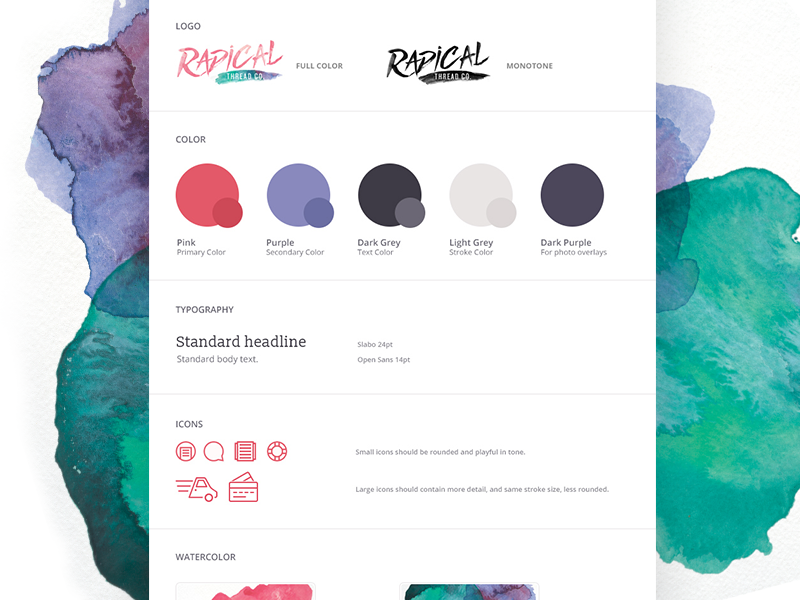 LOGO
RADICAL THREAD CO.
FULL COLOR
RADICAL THREAD CO.
MONOTONE
COLOR
Pink
Primary Color
Purple
Secondary Color
Dark Grey
Text Color
Light Grey
Stroke Color
Dark Purple
For photo overlays
TYPOGRAPHY
Standard headline
Slabo 24pt
Standard body text.
Open Sans 14pt
ICONS
Small icons should be rounded and playful in tone.
Large icons should contain more detail, and same stroke size, less rounded.
WATERCOLOR